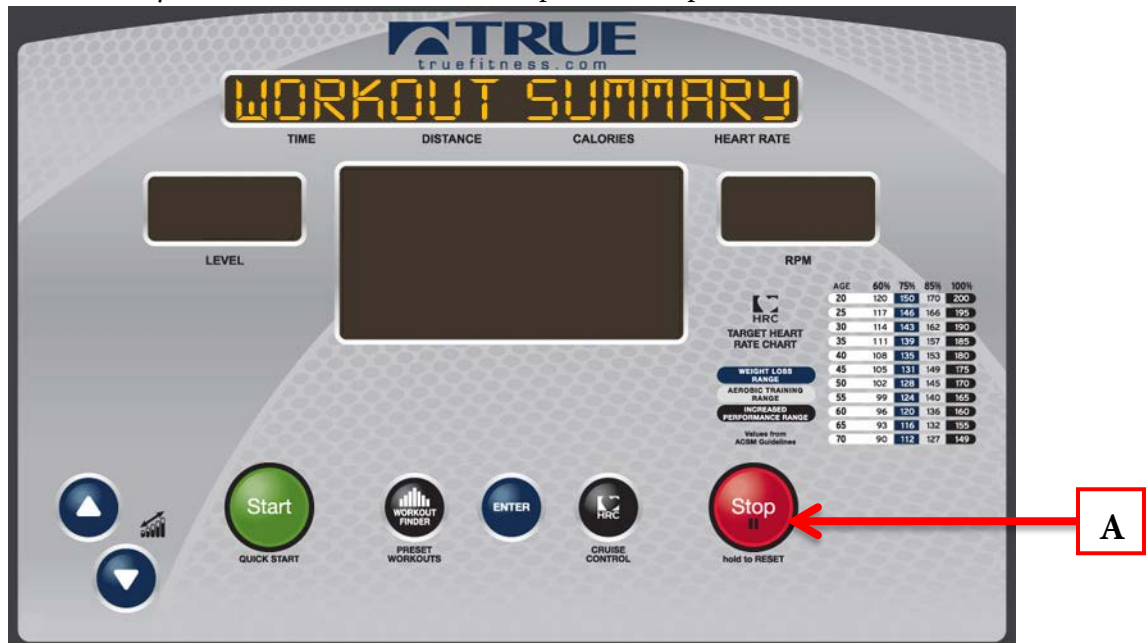 TRUE
truefitness.com
WORKOUT SUMMARY
TIME DISTANCE CALORIES HEART RATE
LEVEL
RPM
HRC
TARGET HEART
RATE CHART
WEIGHT LOSS
RANGE
AEROBIC TRAINING
RANGE
INCREASED
PERFORMANCE RANGE
Values from
ACSM Guidelines
AGE 60% 75% 85% 100%
20 120 150 170 200
25 117 146 166 195
30 114 143 162 190
35 111 139 157 185
40 108 135 153 180
45 105 131 149 175
50 102 128 145 170
55 99 124 140 165
60 96 120 136 160
65 93 116 132 155
70 90 112 127 149
Start
QUICK START
WORKOUT
FINDER
PRESET
WORKOUTS
ENTER
HRC
CRUISE
CONTROL
Stop
hold to RESET
A